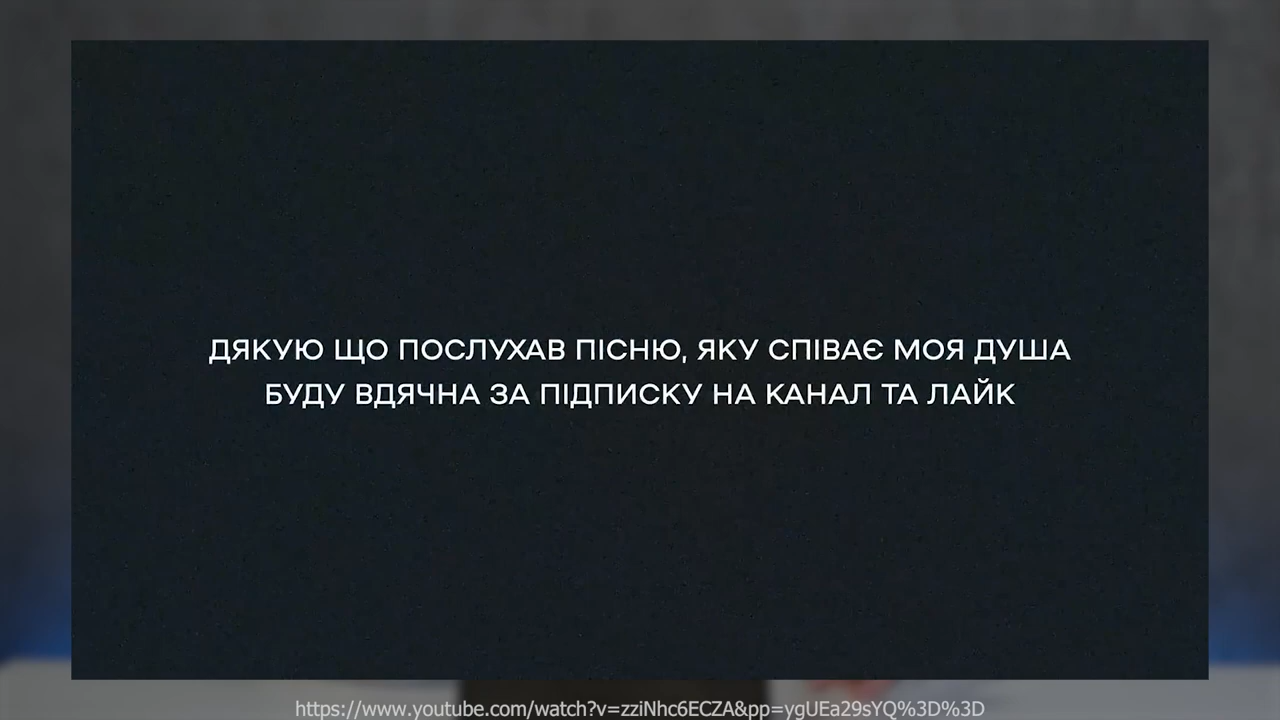 ДЯКУЮ ЩО ПОСЛУХАВ ПІСНЮ, ЯКУ СПІВАЄ МОЯ ДУША
БУДУ ВДЯЧНА ЗА ПІДПИСКУ НА КАНАЛ ТА ЛАЙК
https://www.youtube.com/watch?v=zziNhc6ECZA&pp=ygUEa29sYQ%3D%3D